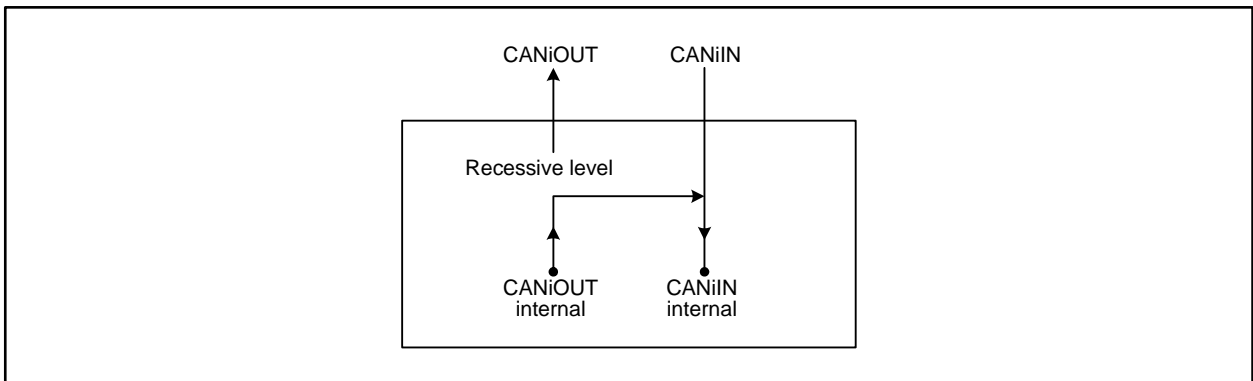 CANiOUT CANiIN
Recessive level
CANiOUT
internal
CANiIN
internal